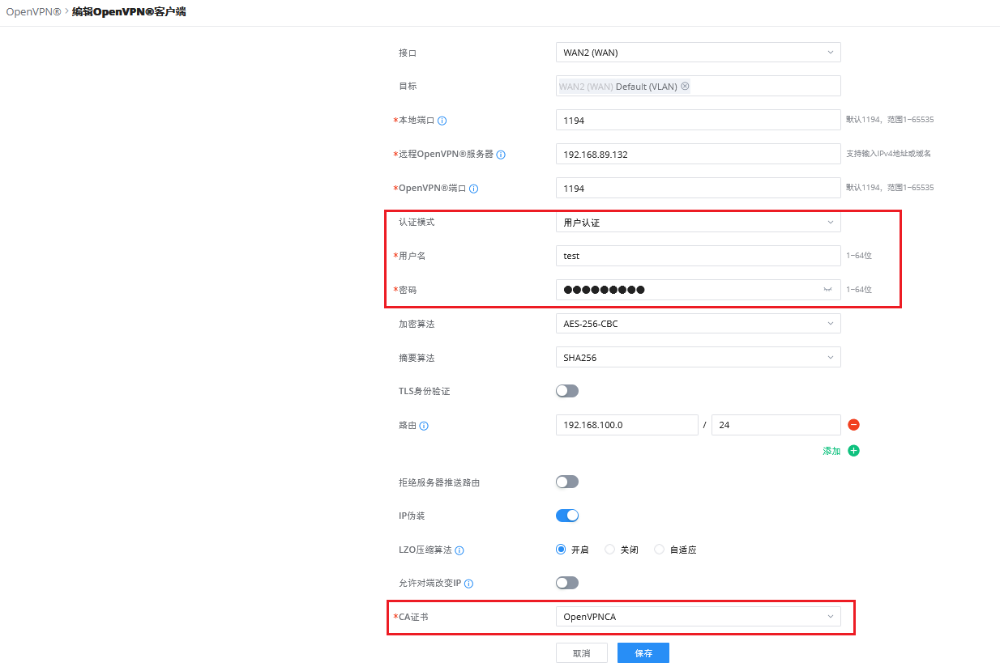 OpenVPN® > 编辑OpenVPN®客户端
接口 WAN2 (WAN)
目标 WAN2 (WAN) Default (VLAN)
*本地端口 1194 默认1194，范围1~65535
*远程OpenVPN®服务器 192.168.89.132 支持输入IPv4地址或域名
*OpenVPN®端口 1194 默认1194，范围1~65535
认证模式 用户认证
*用户名 test 1~64位
*密码 ●●●●●●●●● 1~64位
加密算法 AES-256-CBC
摘要算法 SHA256
TLS身份验证
路由 192.168.100.0 / 24
添加
拒绝服务器推送路由
IP伪装
LZO压缩算法 开启 关闭 自适应
允许对端改变IP
*CA证书 OpenVPNCA
取消 保存